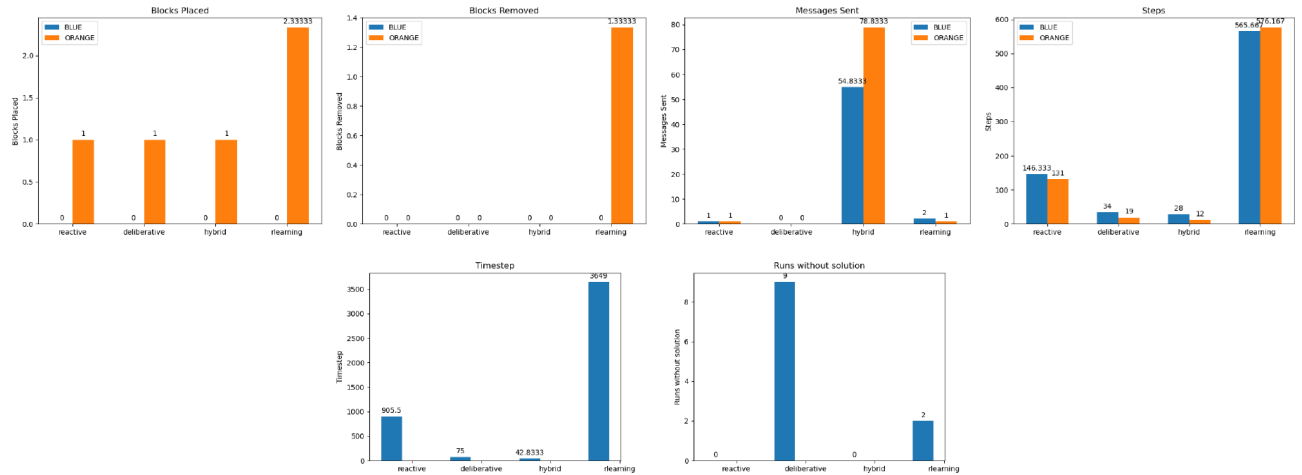 Blocks Placed
BLUE
ORANGE
Blocks Placed
2.0
1.5
1.0
0.5
0.0
0
1
0
1
0
1
0
2.33333
reactive
deliberative
hybrid
rlearning
Blocks Removed
BLUE
ORANGE
Blocks Removed
1.4
1.2
1.0
0.8
0.6
0.4
0.2
0.0
0
0
0
0
0
0
0
1.33333
reactive
deliberative
hybrid
rlearning
Messages Sent
BLUE
ORANGE
Messages Sent
80
70
60
50
40
30
20
10
0
1
1
0
0
54.8333
78.8333
2
1
reactive
deliberative
hybrid
rlearning
Steps
BLUE
ORANGE
Steps
600
500
400
300
200
100
0
146.333
131
34
19
28
12
565.667
576.167
reactive
deliberative
hybrid
rlearning
Timestep
Timestep
3500
3000
2500
2000
1500
1000
500
0
905.5
75
42.8333
3649
reactive
deliberative
hybrid
rlearning
Runs without solution
Runs without solution
8
6
4
2
0
0
9
0
2
reactive
deliberative
hybrid
rlearning